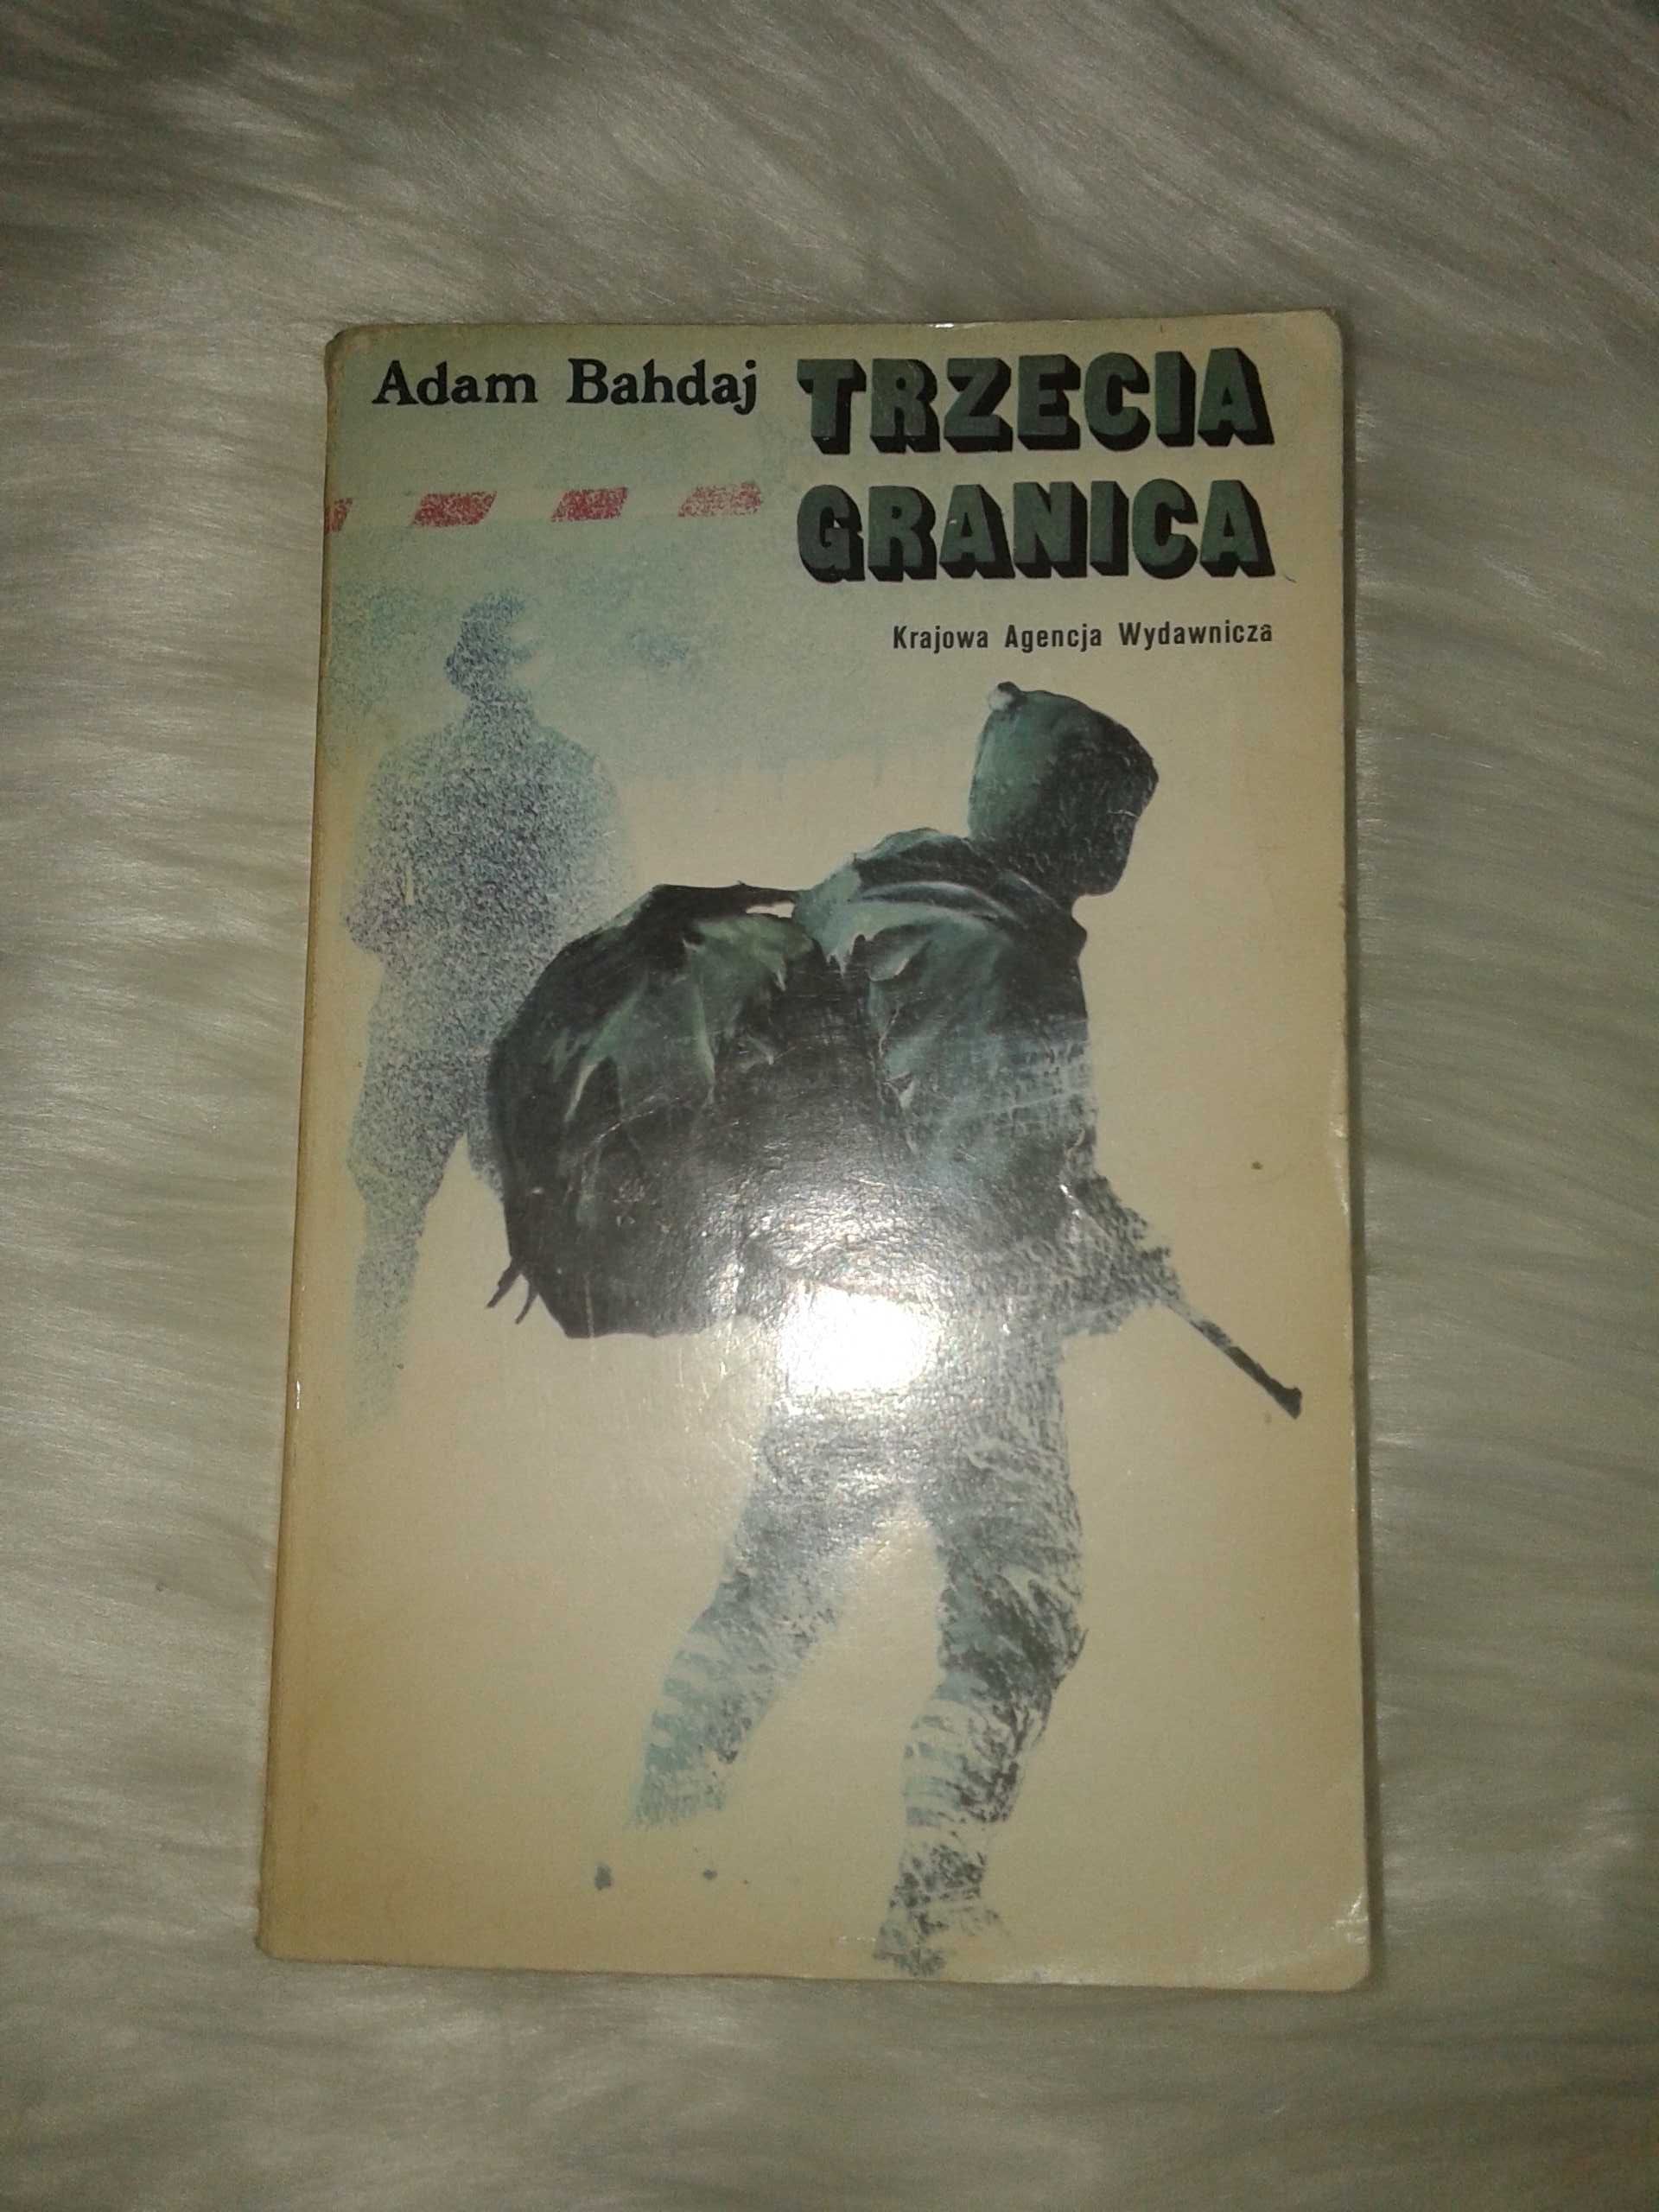 Adam Bahdaj
TRZECIA
GRANICA
Krajowa Agencja Wydawnicza